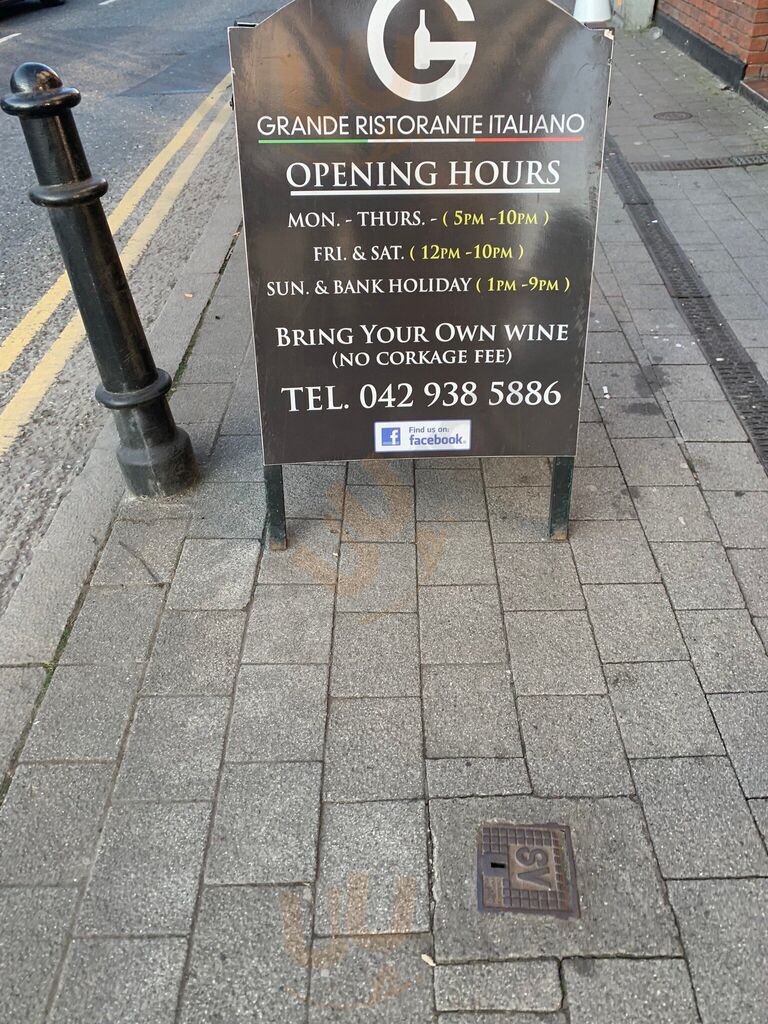 G
GRANDE RISTORANTE ITALIANO
OPENING HOURS
MON. - THURS. - ( 5PM -10PM )
FRI. & SAT. ( 12PM -10PM )
SUN. & BANK HOLIDAY ( 1PM -9PM )
BRING YOUR OWN WINE
(NO CORKAGE FEE)
TEL. 042 938 5886
f Find us on:
facebook.
SV